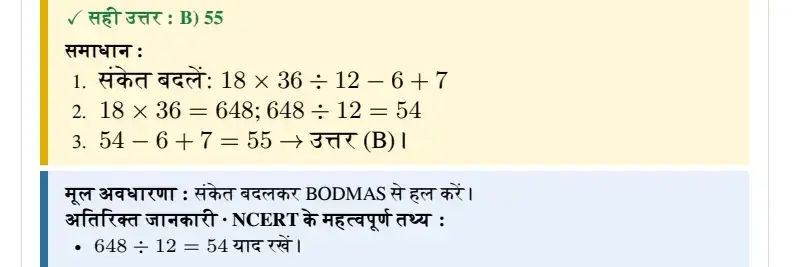 ✓ सही उत्तर : B) 55
समाधान :
1. संकेत बदलें: 18 × 36 ÷ 12 − 6 + 7
2. 18 × 36 = 648; 648 ÷ 12 = 54
3. 54 − 6 + 7 = 55 → उत्तर (B)।
मूल अवधारणा : संकेत बदलकर BODMAS से हल करें।
अतिरिक्त जानकारी · NCERT के महत्वपूर्ण तथ्य :
• 648 ÷ 12 = 54 याद रखें।